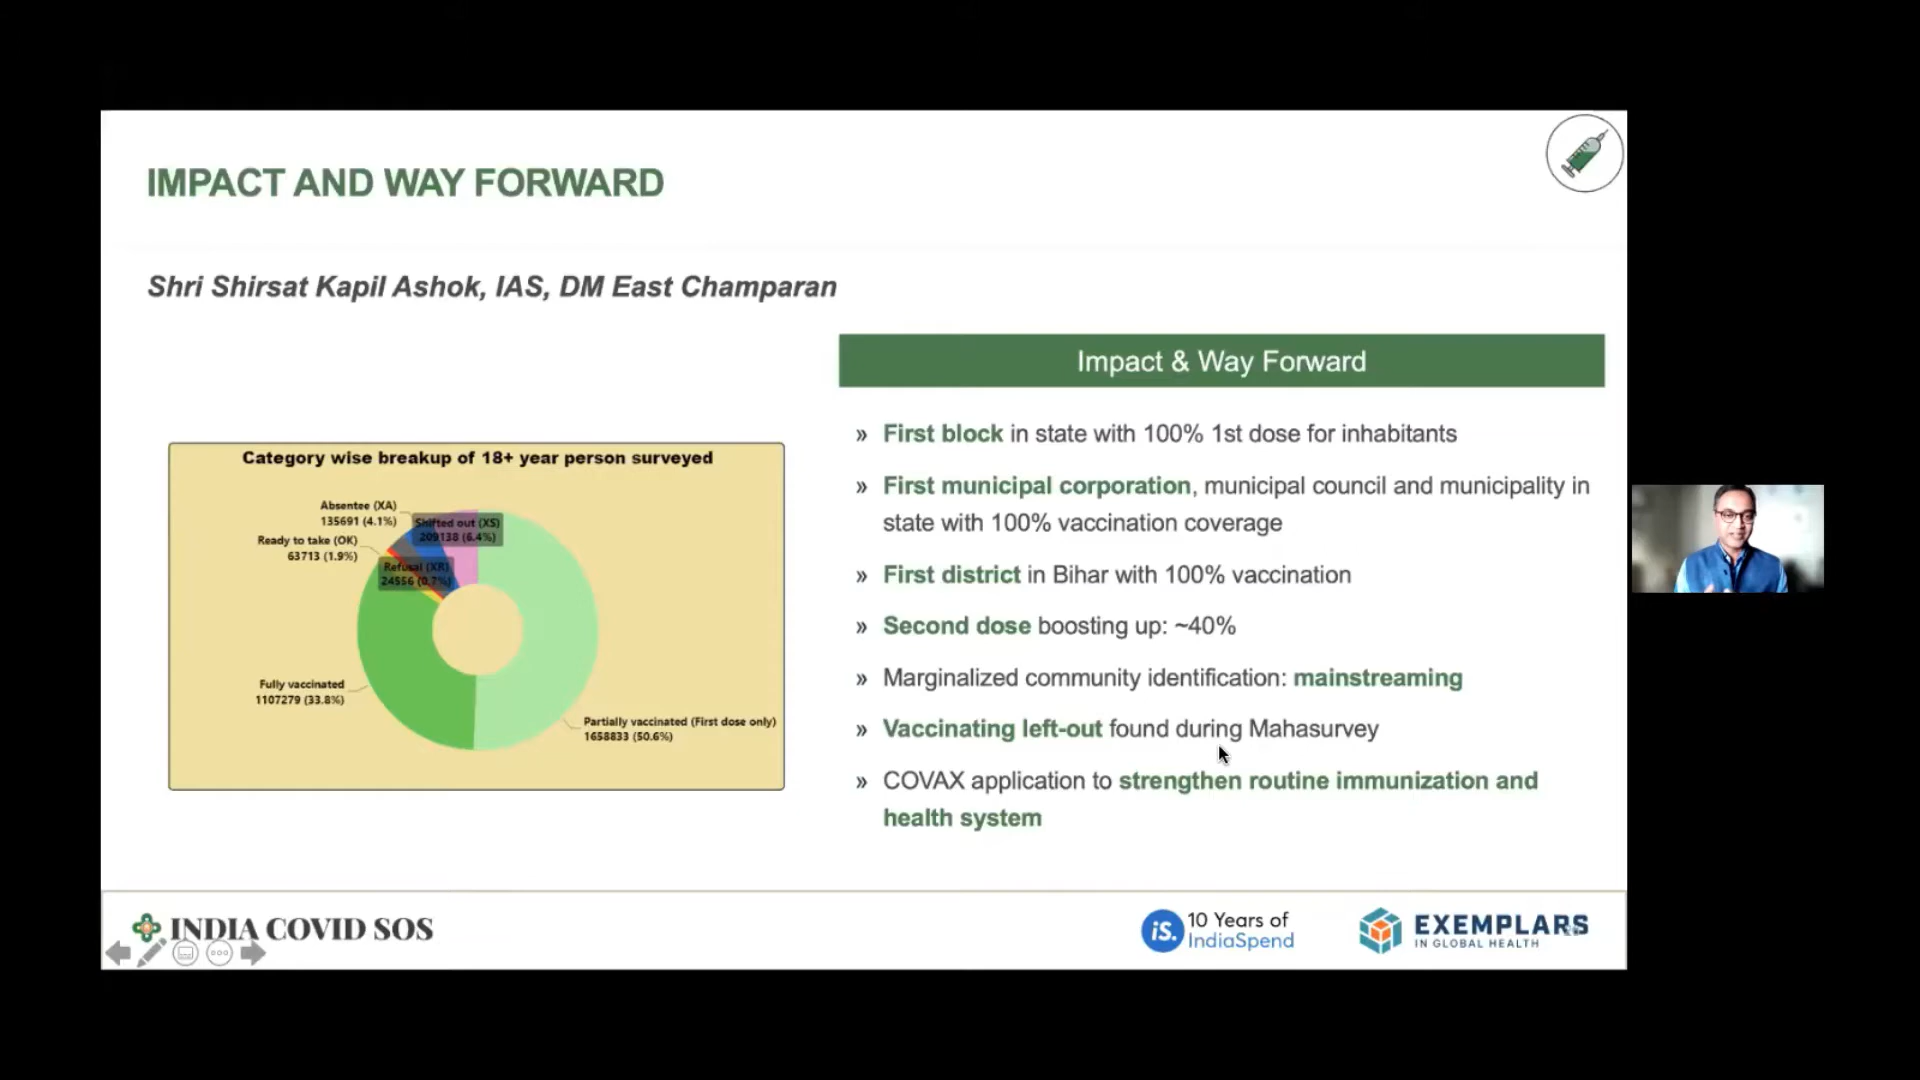 IMPACT AND WAY FORWARD
Shri Shirsat Kapil Ashok, IAS, DM East Champaran
Category wise breakup of 18+ year person surveyed
Absentee (XA)
135691 (4.1%)
Shifted out (XS)
209138 (6.4%)
Ready to take (OK)
63713 (1.9%)
Refusal (XR)
24556 (0.7%)
Fully vaccinated
1107279 (33.8%)
Partially vaccinated (First dose only)
1658833 (50.6%)
Impact & Way Forward
» First block in state with 100% 1st dose for inhabitants
» First municipal corporation, municipal council and municipality in
state with 100% vaccination coverage
» First district in Bihar with 100% vaccination
» Second dose boosting up: ~40%
» Marginalized community identification: mainstreaming
» Vaccinating left-out found during Mahasurvey
» COVAX application to strengthen routine immunization and
health system
INDIA COVID SOS
iS.
10 Years of
IndiaSpend
EXEMPLARS
IN GLOBAL HEALTH